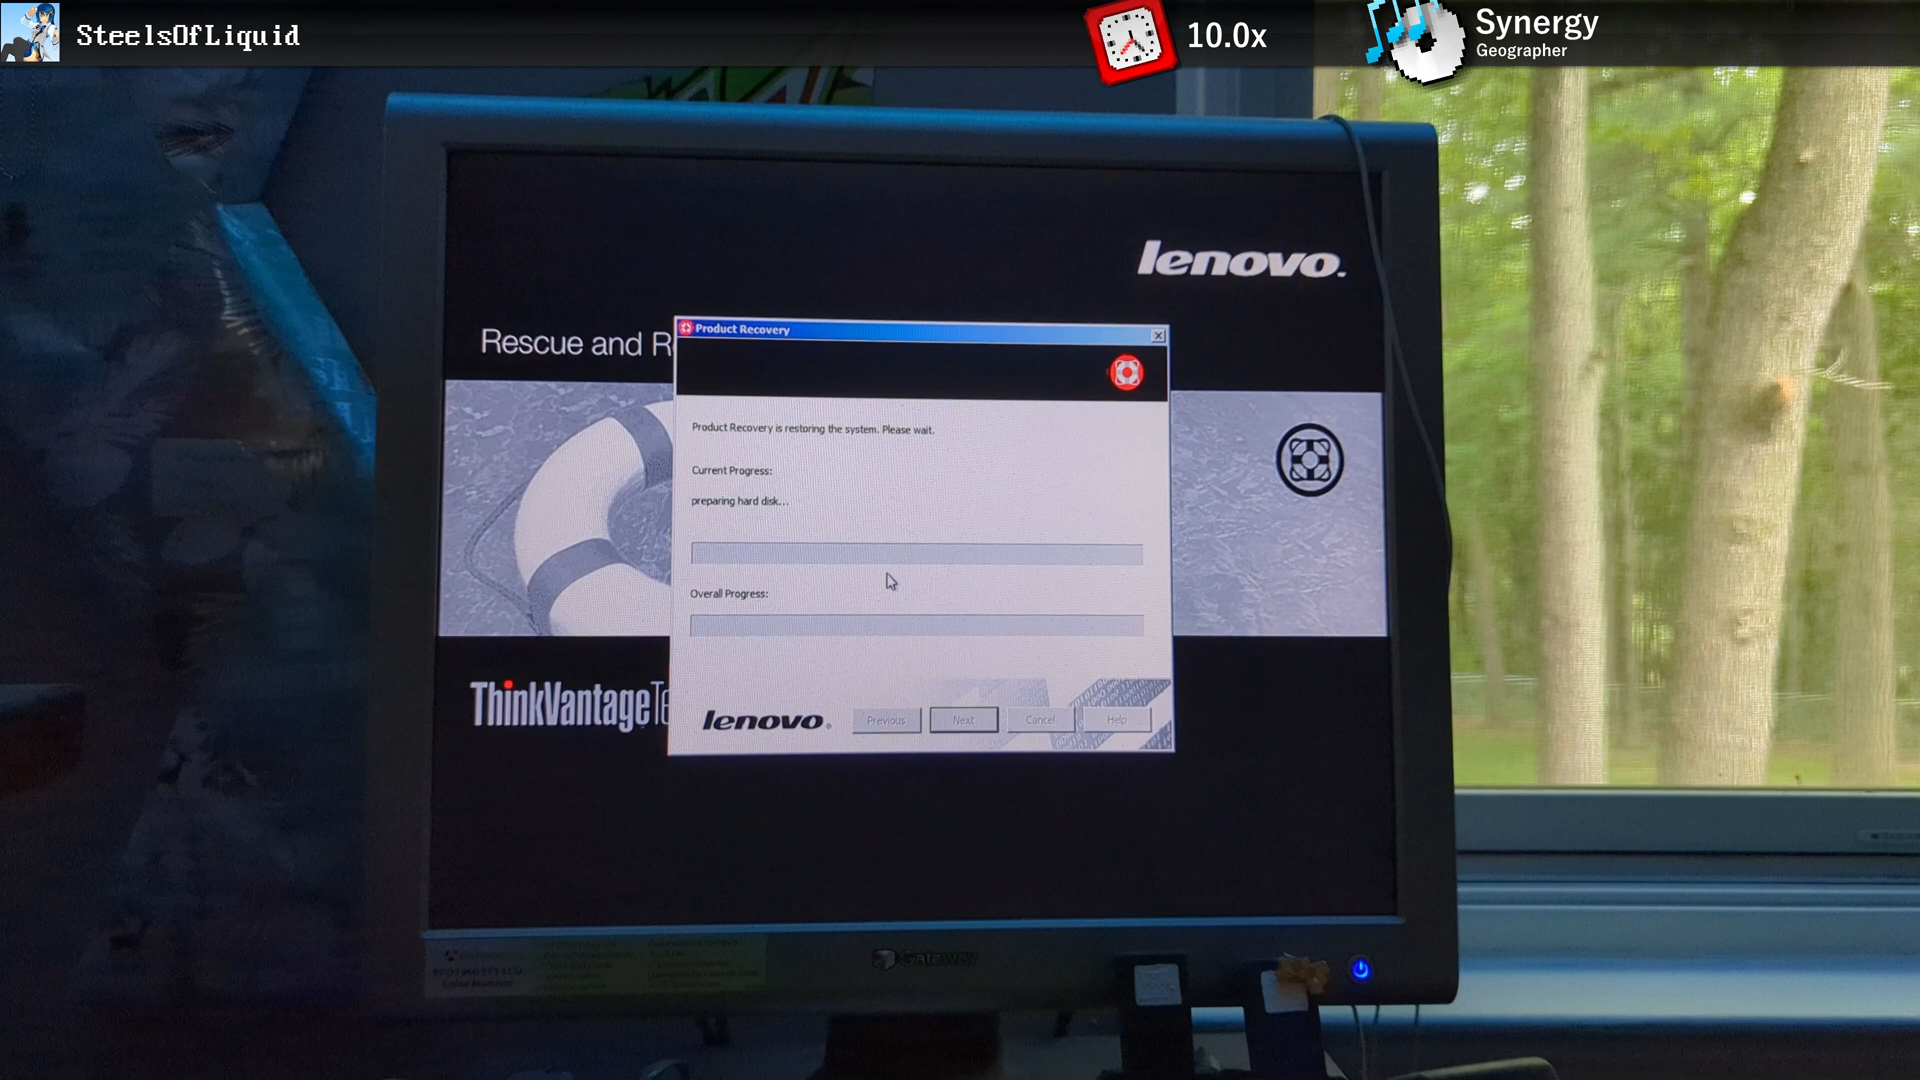 SteelsOfLiquid
10.0x
Synergy
Geographer
lenovo.
Rescue and R
Product Recovery
Product Recovery is restoring the system. Please wait.
Current Progress:
preparing hard disk...
Overall Progress:
ThinkVantage Te
lenovo
Previous
Next
Cancel
Help
Gateway